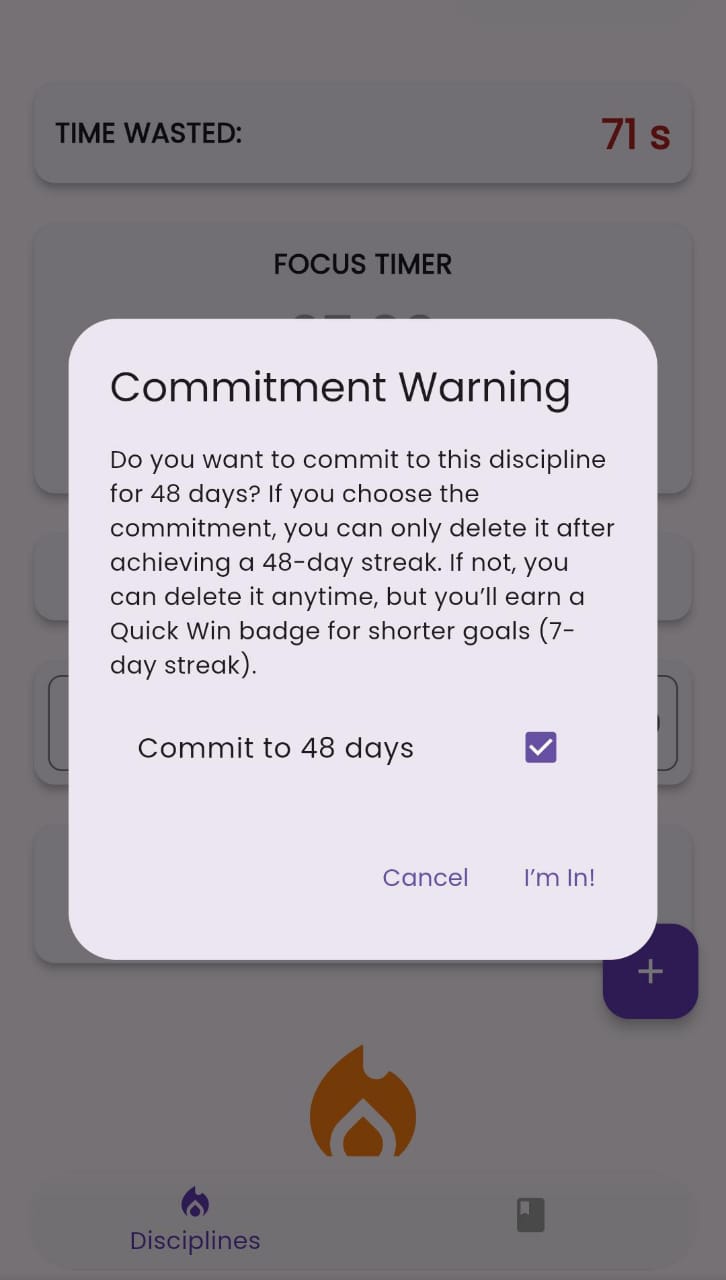 TIME WASTED:
71 s
FOCUS TIMER
Commitment Warning
Do you want to commit to this discipline
for 48 days? If you choose the
commitment, you can only delete it after
achieving a 48-day streak. If not, you
can delete it anytime, but you’ll earn a
Quick Win badge for shorter goals (7-
day streak).
Commit to 48 days
Cancel
I’m In!
+
Disciplines